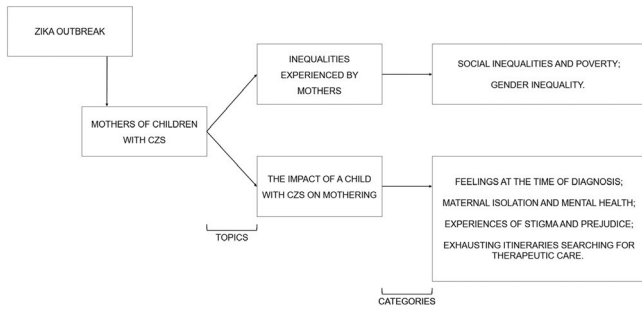 ZIKA OUTBREAK
MOTHERS OF CHILDREN
WITH CZS
INEQUALITIES
EXPERIENCED BY
MOTHERS
SOCIAL INEQUALITIES AND POVERTY;
GENDER INEQUALITY.
THE IMPACT OF A CHILD
WITH CZS ON MOTHERING
FEELINGS AT THE TIME OF DIAGNOSIS;
MATERNAL ISOLATION AND MENTAL HEALTH;
EXPERIENCES OF STIGMA AND PREJUDICE;
EXHAUSTING ITINERARIES SEARCHING FOR
THERAPEUTIC CARE.
TOPICS
CATEGORIES